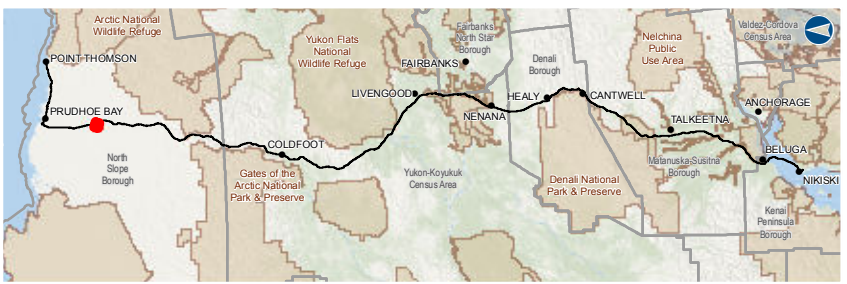 Arctic National
Wildlife Refuge
Yukon Flats
National
Wildlife Refuge
Fairbanks
North Star
Borough
Nelchina
Public
Use Area
Valdez-Cordova
Census Area
POINT THOMSON
FAIRBANKS
Denali
Borough
LIVENGOOD
HEALY
CANTWELL
ANCHORAGE
PRUDHOE BAY
NENANA
TALKEETNA
COLDFOOT
BELUGA
North
Slope
Borough
Gates of the
Arctic National
Park & Preserve
Yukon-Koyukuk
Census Area
Denali National
Park & Preserve
Matanuska-Susitna
Borough
NIKISKI
Kenai
Peninsula
Borough